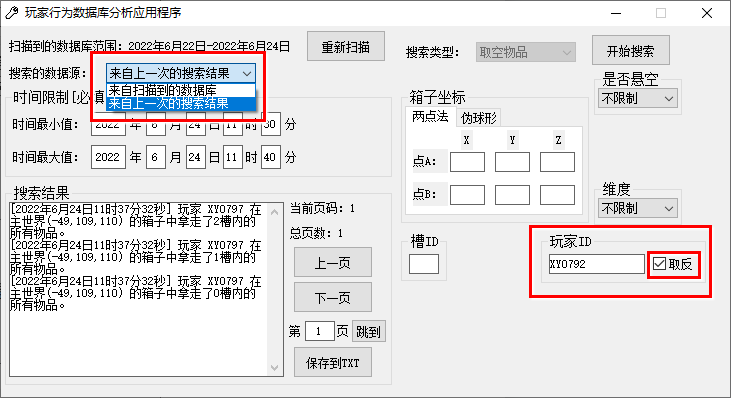 玩家行为数据库分析应用程序
扫描到的数据库范围：2022年6月22日-2022年6月24日
重新扫描
搜索类型：
取空物品
开始搜索
搜索的数据源：
来自上一次的搜索结果
来自扫描到的数据库
来自上一次的搜索结果
时间最小值：
2022 年 6 月 24 日 11 时 30 分
时间最大值：
2022 年 6 月 24 日 11 时 40 分
箱子坐标
两点法
伪球形
X Y Z
点A：
点B：
是否悬空
不限制
维度
不限制
搜索结果
[2022年6月24日11时37分32秒] 玩家 XYO797 在
主世界(-49,109,110) 的箱子中拿走了2槽内的
所有物品。
[2022年6月24日11时37分32秒] 玩家 XYO797 在
主世界(-49,109,110) 的箱子中拿走了1槽内的
所有物品。
[2022年6月24日11时37分32秒] 玩家 XYO797 在
主世界(-49,109,110) 的箱子中拿走了0槽内的
所有物品。
当前页码：1
总页数：1
上一页
下一页
第 1 页 跳到
保存到TXT
槽ID
玩家ID
XYO792
取反